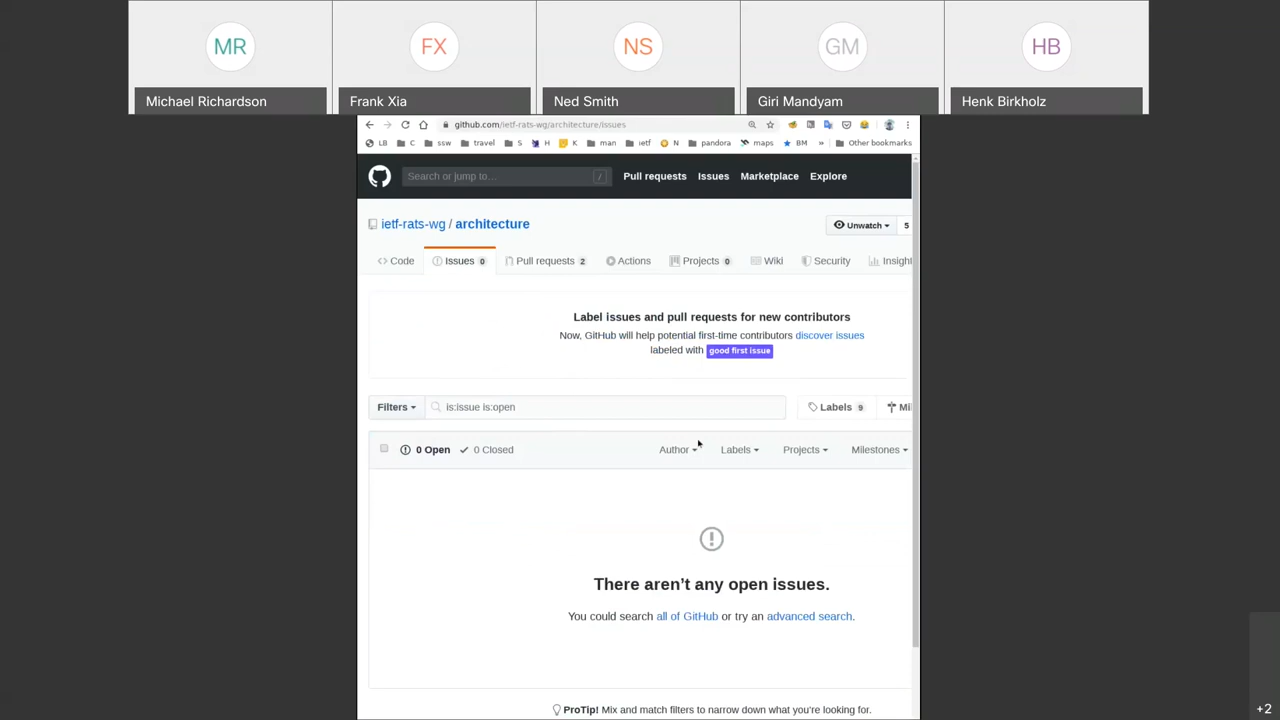 MR FX NS GM HB
Michael Richardson Frank Xia Ned Smith Giri Mandyam Henk Birkholz
github.com/ietf-rats-wg/architecture/issues
LB C ssw travel S H K man ietf N pandora maps BM » Other bookmarks
Search or jump to... / Pull requests Issues Marketplace Explore
ietf-rats-wg / architecture Unwatch 5
<> Code Issues 0 Pull requests 2 Actions Projects 0 Wiki Security Insigh
Label issues and pull requests for new contributors
Now, GitHub will help potential first-time contributors discover issues
labeled with good first issue
Filters is:issue is:open Labels 9 Mi
0 Open 0 Closed Author Labels Projects Milestones
There aren't any open issues.
You could search all of GitHub or try an advanced search.
ProTip! Mix and match filters to narrow down what you're looking for.
+2